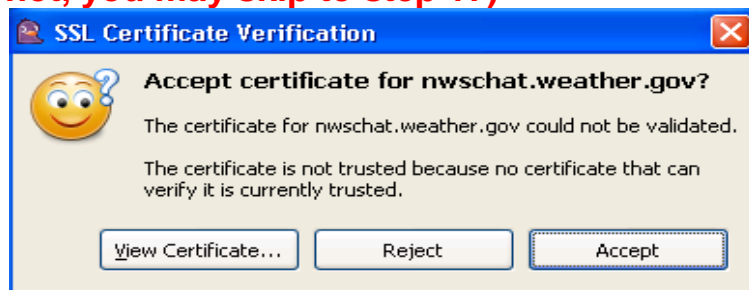 not, you may skip to step 17)
SSL Certificate Verification
Accept certificate for nwschat.weather.gov?
The certificate for nwschat.weather.gov could not be validated.
The certificate is not trusted because no certificate that can
verify it is currently trusted.
View Certificate... Reject Accept